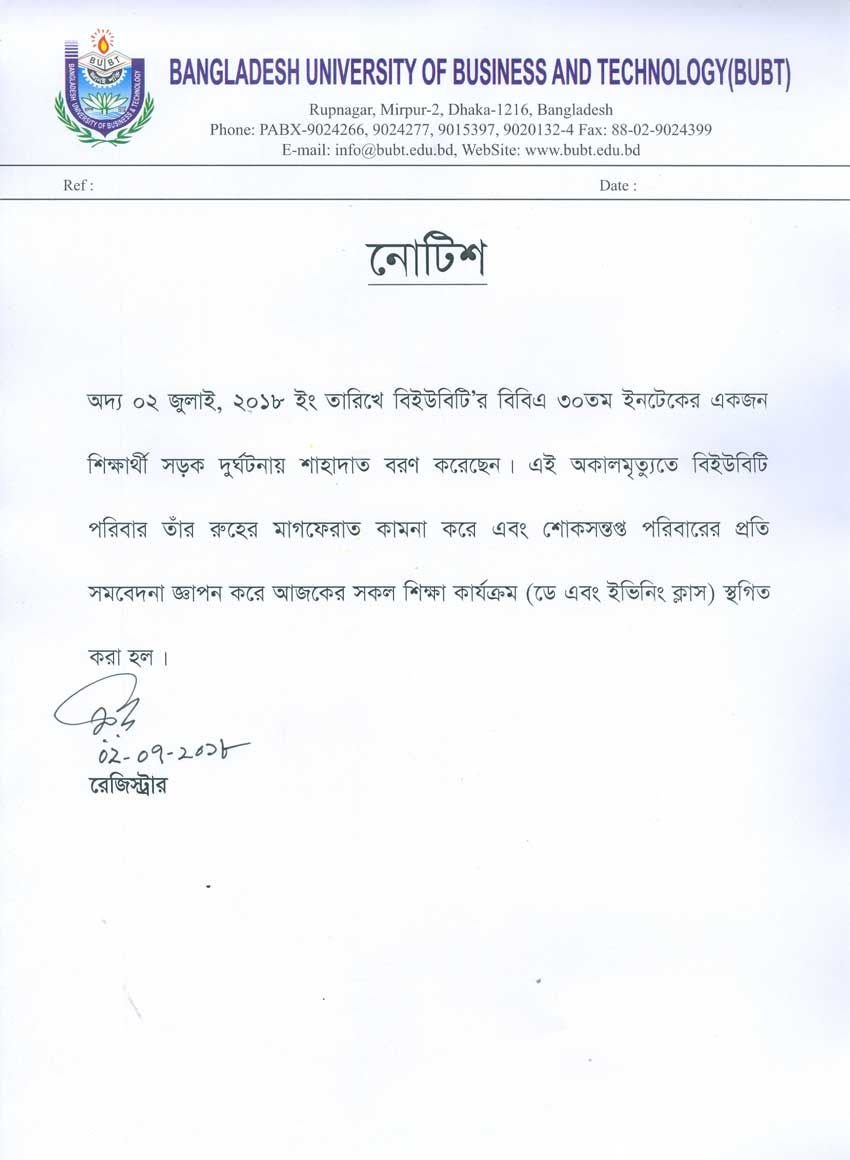 BUBT
BANGLADESH UNIVERSITY OF BUSINESS & TECHNOLOGY
BANGLADESH UNIVERSITY OF BUSINESS AND TECHNOLOGY(BUBT)
Rupnagar, Mirpur-2, Dhaka-1216, Bangladesh
Phone: PABX-9024266, 9024277, 9015397, 9020132-4 Fax: 88-02-9024399
E-mail: info@bubt.edu.bd, WebSite: www.bubt.edu.bd
Ref : Date :
নোটিশ
অদ্য ০২ জুলাই, ২০১৮ ইং তারিখে বিইউবিটি’র বিবিএ ৩০তম ইনটেকের একজন
শিক্ষার্থী সড়ক দুর্ঘটনায় শাহাদাত বরণ করেছেন। এই অকালমৃত্যুতে বিইউবিটি
পরিবার তাঁর রুহের মাগফেরাত কামনা করে এবং শোকসন্তপ্ত পরিবারের প্রতি
সমবেদনা জ্ঞাপন করে আজকের সকল শিক্ষা কার্যক্রম (ডে এবং ইভিনিং ক্লাস) স্থগিত
করা হল।
০২-০৭-২০১৮
রেজিস্ট্রার